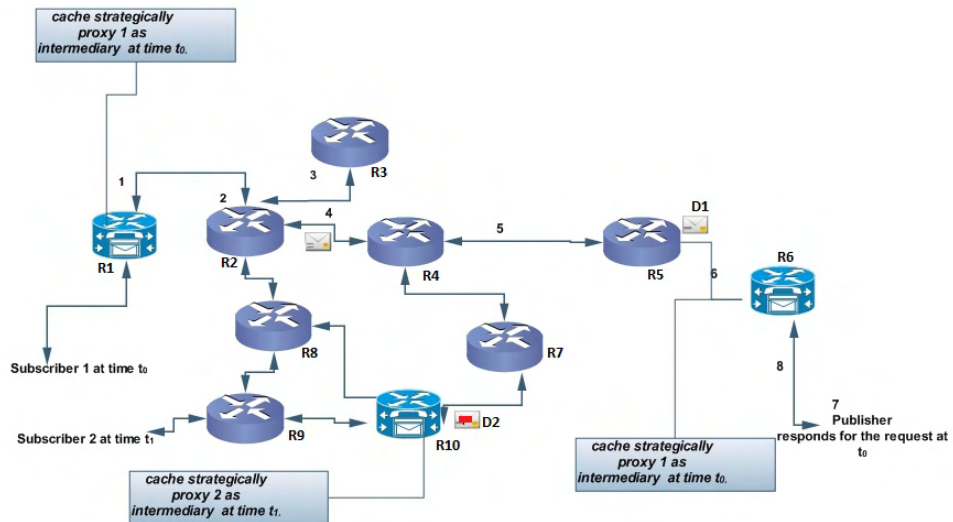 cache strategically
proxy 1 as
intermediary at time t₀.
R3
1
3
2
4
R1
R2
R4
5
D1
R5
6
R6
R8
R7
8
Subscriber 1 at time t₀
7
Publisher
responds for the request at
t₀
Subscriber 2 at time t₁
R9
R10
D2
cache strategically
proxy 1 as
intermediary at time t₀.
cache strategically
proxy 2 as
intermediary at time t₁.